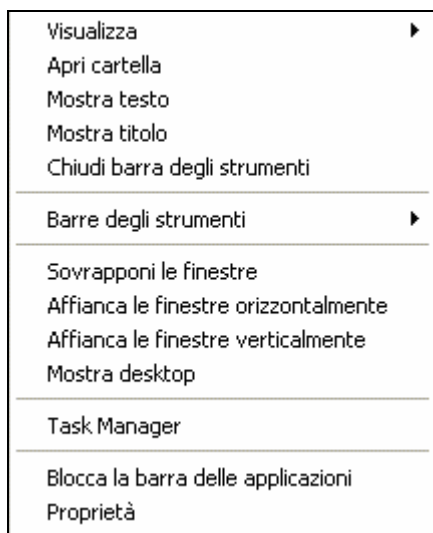 Visualizza
Apri cartella
Mostra testo
Mostra titolo
Chiudi barra degli strumenti
Barre degli strumenti
Sovrapponi le finestre
Affianca le finestre orizzontalmente
Affianca le finestre verticalmente
Mostra desktop
Task Manager
Blocca la barra delle applicazioni
Proprietà